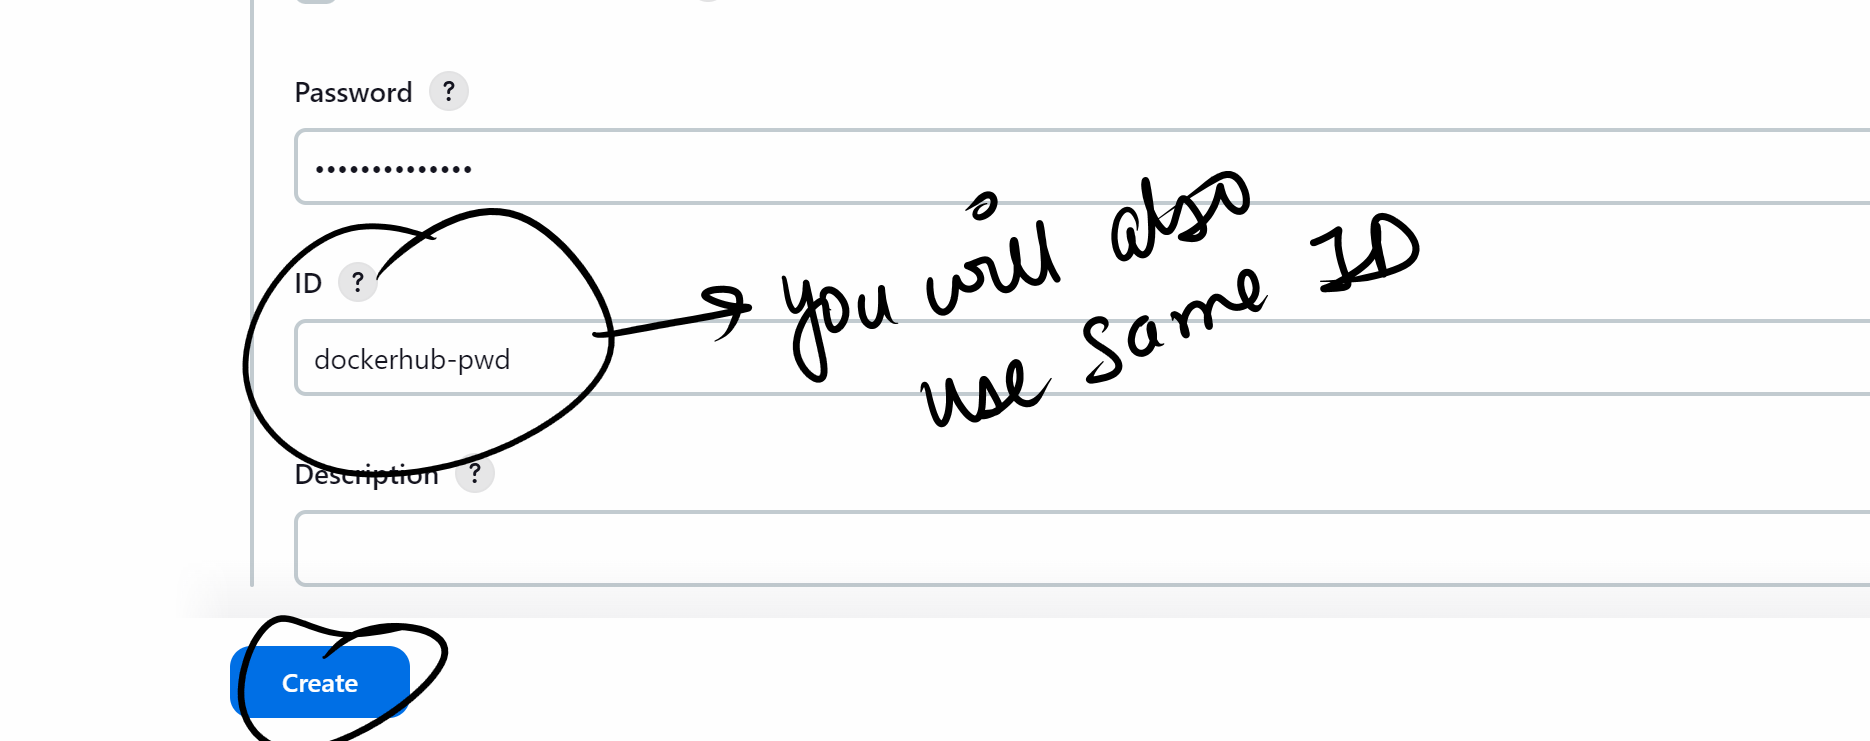 Password ?
••••••••••••••
ID ?
you will also
use same ID
dockerhub-pwd
Description ?
Create